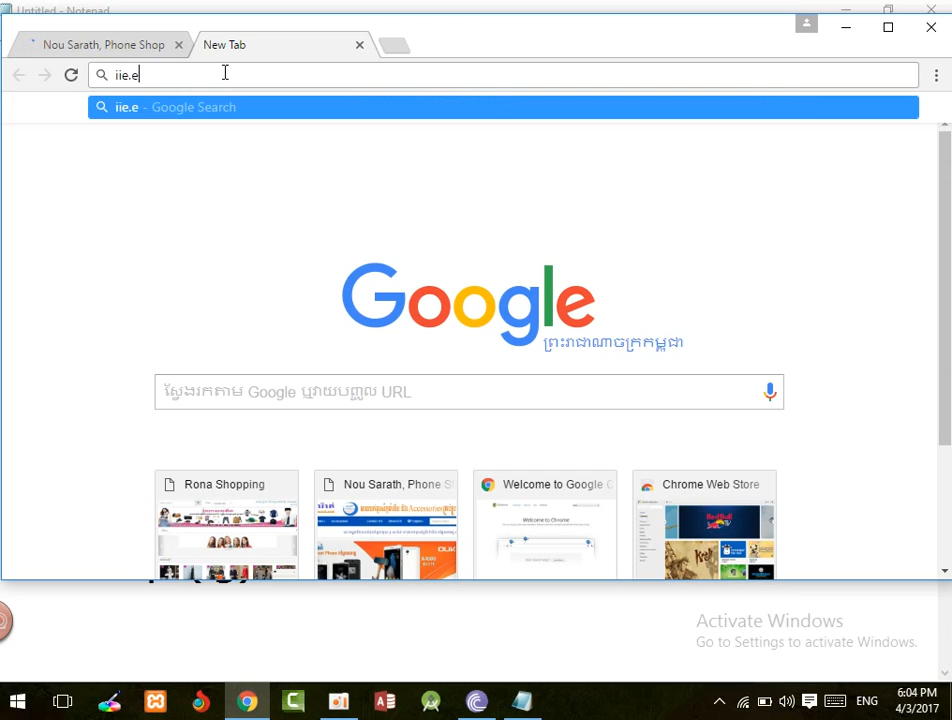 Untitled - Notepad
Nou Sarath, Phone Shop
New Tab
iie.e
iie.e - Google Search
Google
ព្រះរាជាណាចក្រកម្ពុជា
ស្វែងរកតាម Google ឬវាយបញ្ចូល URL
Rona Shopping
Nou Sarath, Phone S
Welcome to Google C
Chrome Web Store
Welcome to Chrome
Activate Windows
Go to Settings to activate Windows.
ENG
6:04 PM
4/3/2017